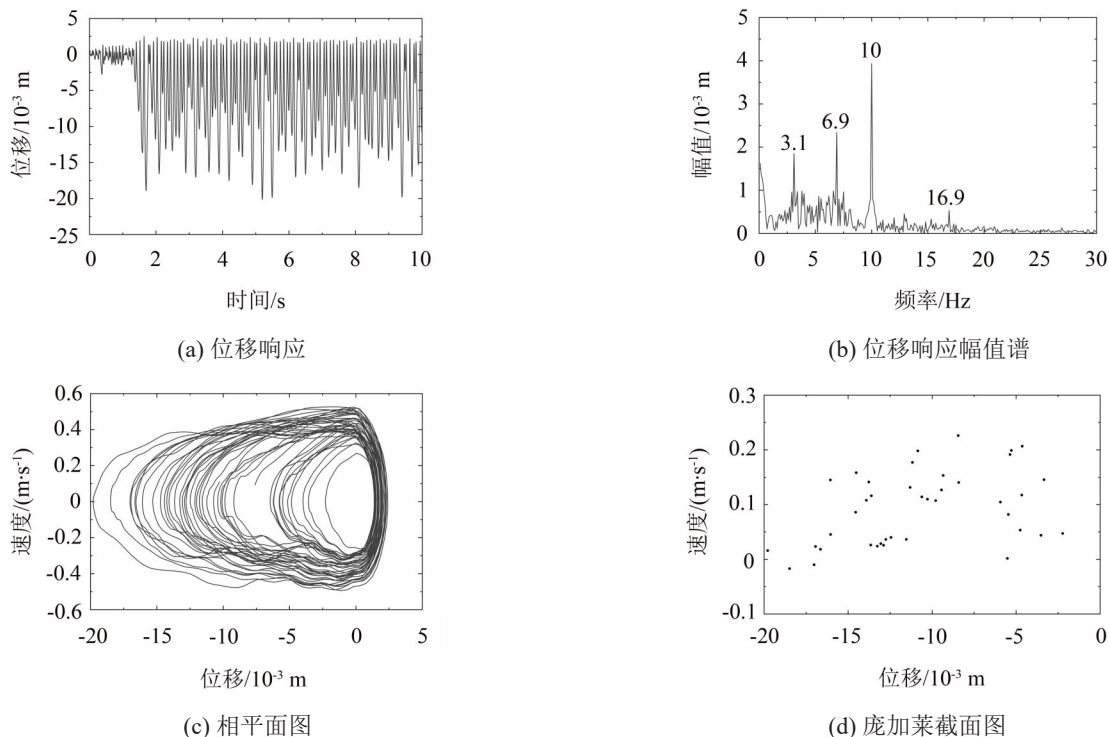 5
0
-5
-10
-15
-20
-25
位移/10⁻³ m
0 2 4 6 8 10
时间/s
(a) 位移响应
5
4
3
2
1
0
幅值/10⁻³ m
3.1
6.9
10
16.9
0 5 10 15 20 25 30
频率/Hz
(b) 位移响应幅值谱
0.6
0.4
0.2
0
-0.2
-0.4
-0.6
速度/(m·s⁻¹)
-20 -15 -10 -5 0 5
位移/10⁻³ m
(c) 相平面图
0.3
0.2
0.1
0
-0.1
速度/(m·s⁻¹)
-20 -15 -10 -5 0
位移/10⁻³ m
(d) 庞加莱截面图